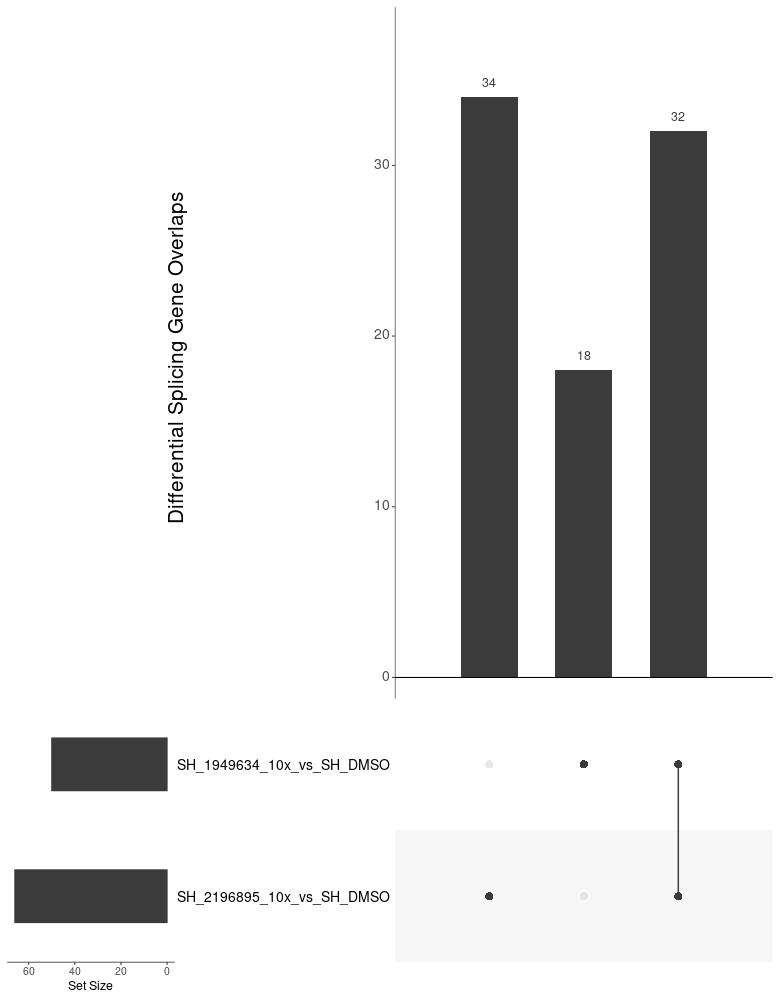 Differential Splicing Gene Overlaps
34
18
32
30
20
10
0
SH_1949634_10x_vs_SH_DMSO
SH_2196895_10x_vs_SH_DMSO
60 40 20 0
Set Size